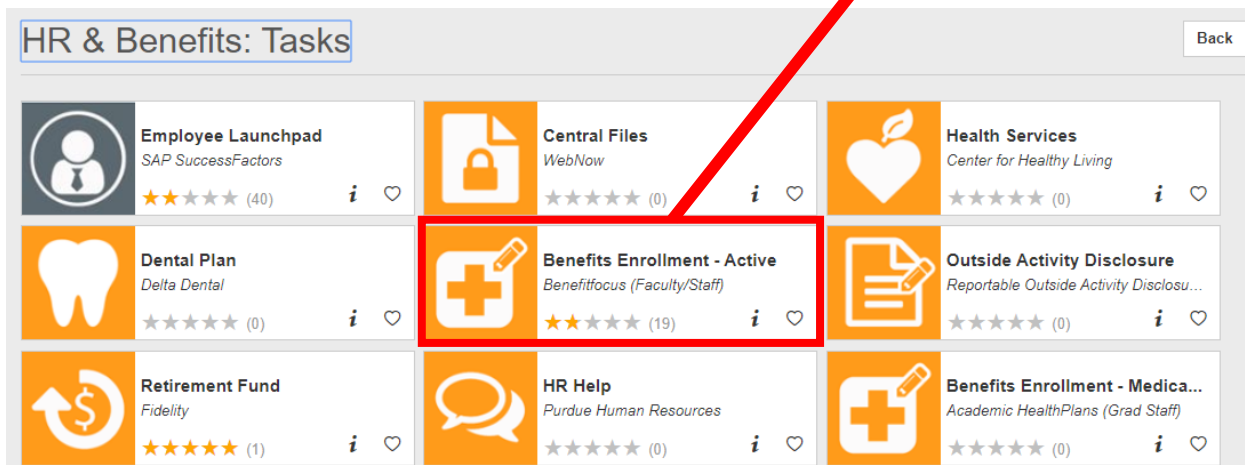 HR & Benefits: Tasks
Back
Employee Launchpad
SAP SuccessFactors
(40)
i
Central Files
WebNow
(0)
i
Health Services
Center for Healthy Living
(0)
i
Dental Plan
Delta Dental
(0)
i
Benefits Enrollment - Active
Benefitfocus (Faculty/Staff)
(19)
i
Outside Activity Disclosure
Reportable Outside Activity Disclosu...
(0)
i
Retirement Fund
Fidelity
(1)
i
HR Help
Purdue Human Resources
(0)
i
Benefits Enrollment - Medica...
Academic HealthPlans (Grad Staff)
(0)
i